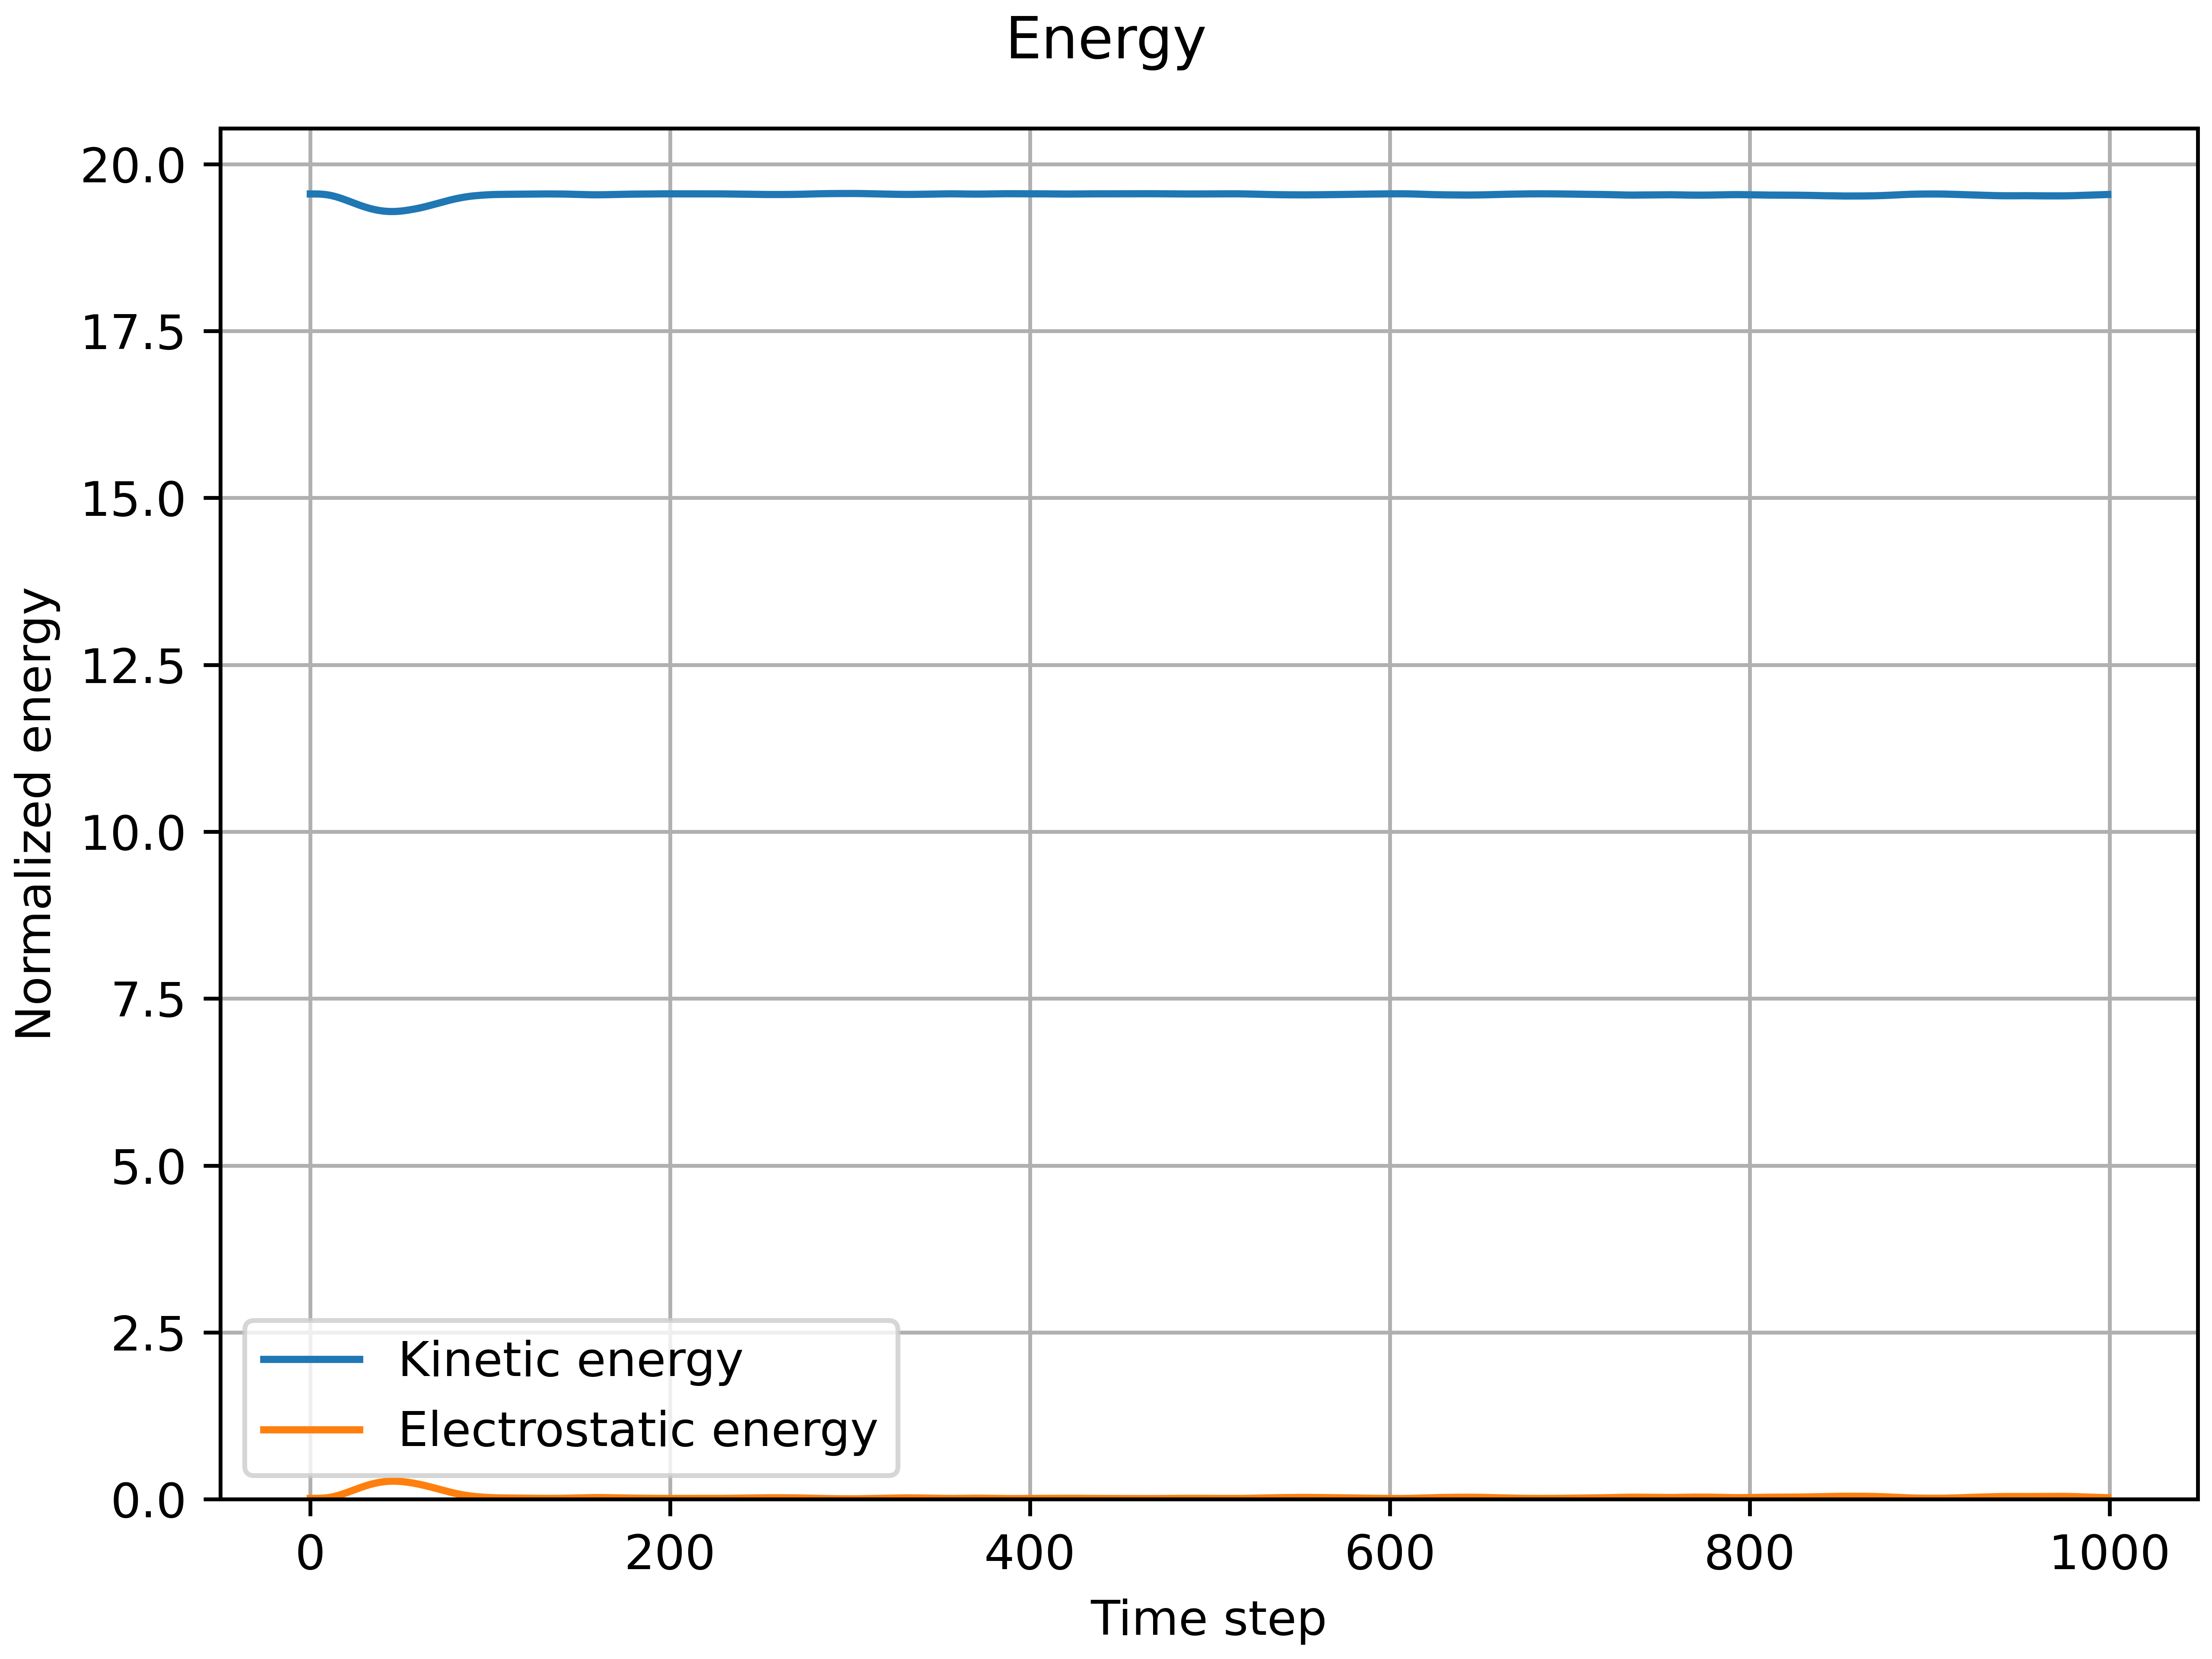 Energy
20.0
17.5
15.0
12.5
10.0
7.5
5.0
2.5
0.0
Normalized energy
Kinetic energy
Electrostatic energy
0 200 400 600 800 1000
Time step